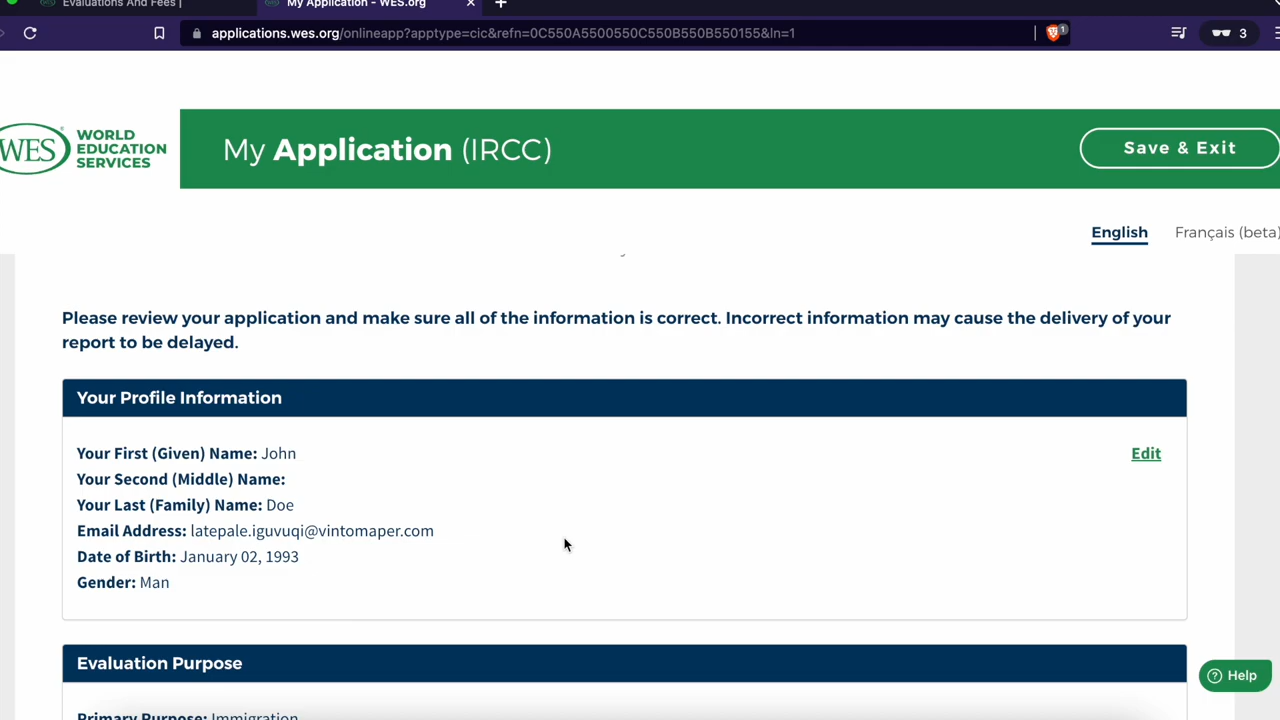 Evaluations And Fees |
My Application - WES.org
applications.wes.org/onlineapp?apptype=cic&refn=0C550A5500550C550B550B550155&ln=1
1
3
WES
WORLD
EDUCATION
SERVICES
My Application (IRCC)
Save & Exit
English
Français (beta)
Please review your application and make sure all of the information is correct. Incorrect information may cause the delivery of your
report to be delayed.
Your Profile Information
Your First (Given) Name: John
Edit
Your Second (Middle) Name:
Your Last (Family) Name: Doe
Email Address: latepale.iguvuqi@vintomaper.com
Date of Birth: January 02, 1993
Gender: Man
Evaluation Purpose
Help
Primary Purpose: Immigration